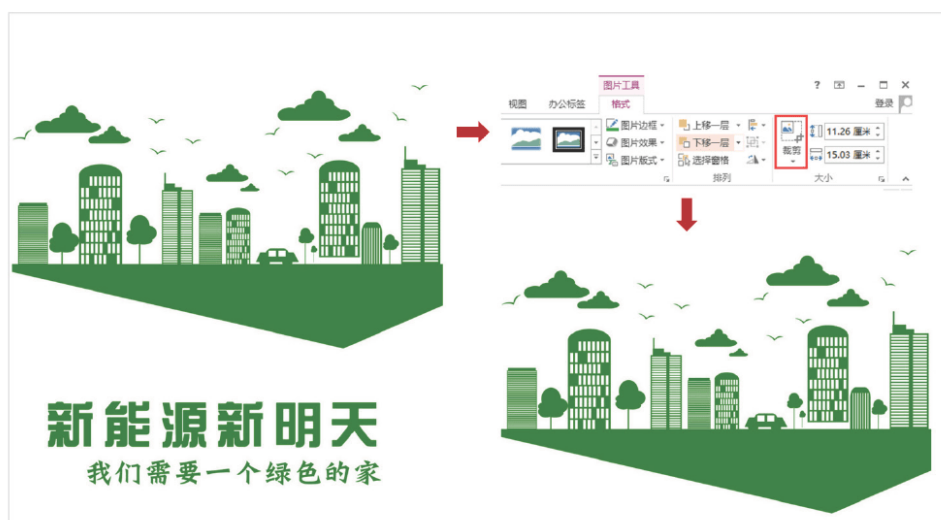 图片工具
视图 办公标签 格式 登录
图片边框 上移一层
图片效果 下移一层
图片版式 选择窗格
裁剪
11.26 厘米
15.03 厘米
排列 大小
新能源新明天
我们需要一个绿色的家